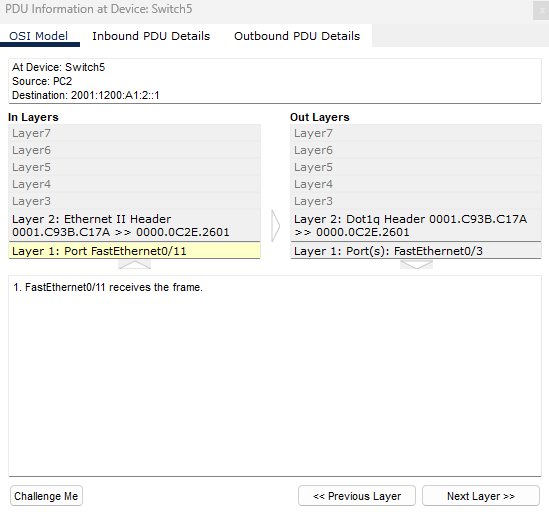 PDU Information at Device: Switch5
x
OSI Model Inbound PDU Details Outbound PDU Details
At Device: Switch5
Source: PC2
Destination: 2001:1200:A1:2::1
In Layers
Layer7
Layer6
Layer5
Layer4
Layer3
Layer 2: Ethernet II Header
0001.C93B.C17A >> 0000.0C2E.2601
Layer 1: Port FastEthernet0/11
Out Layers
Layer7
Layer6
Layer5
Layer4
Layer3
Layer 2: Dot1q Header 0001.C93B.C17A
>> 0000.0C2E.2601
Layer 1: Port(s): FastEthernet0/3
1. FastEthernet0/11 receives the frame.
Challenge Me << Previous Layer Next Layer >>